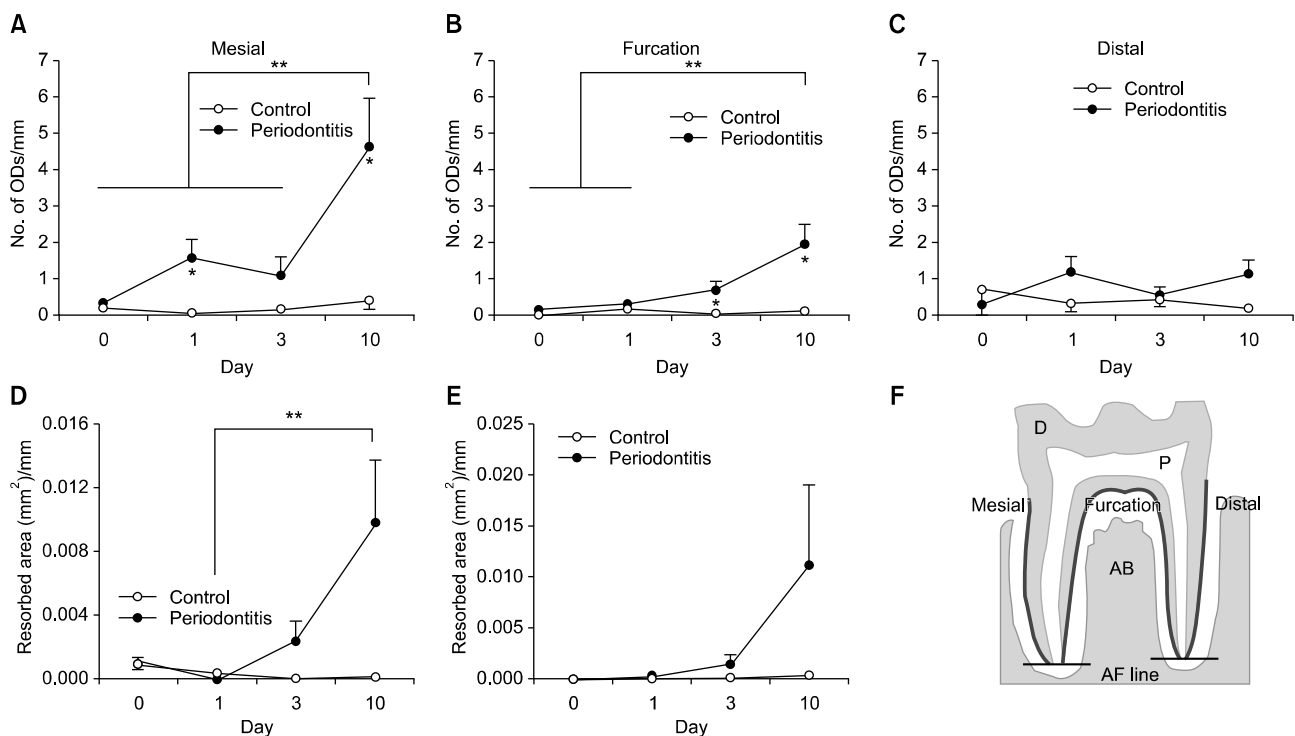 A
Mesial
7
6
5
4
3
2
1
0
No. of ODs/mm
**
Control
Periodontitis
*
*
0 1 3 10
Day
B
Furcation
7
6
5
4
3
2
1
0
No. of ODs/mm
**
Control
Periodontitis
*
*
0 1 3 10
Day
C
Distal
7
6
5
4
3
2
1
0
No. of ODs/mm
Control
Periodontitis
0 1 3 10
Day
D
0.016
0.012
0.008
0.004
0.000
Resorbed area (mm²)/mm
**
Control
Periodontitis
0 1 3 10
Day
E
0.025
0.020
0.015
0.010
0.005
0.000
Resorbed area (mm²)/mm
Control
Periodontitis
0 1 3 10
Day
F
D
P
Mesial Furcation Distal
AB
AF line